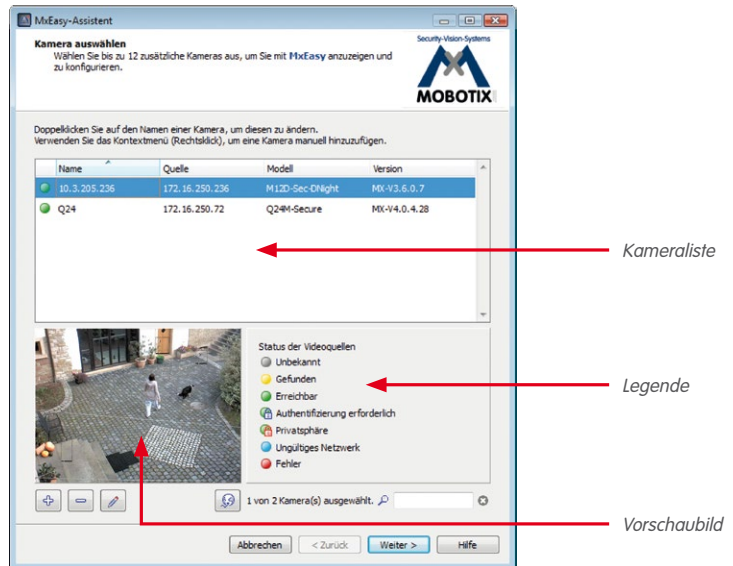 MxEasy-Assistent
Kamera auswählen
Wählen Sie bis zu 12 zusätzliche Kameras aus, um Sie mit MxEasy anzuzeigen und
zu konfigurieren.
Security-Vision-Systems
MOBOTIX
Doppelklicken Sie auf den Namen einer Kamera, um diesen zu ändern.
Verwenden Sie das Kontextmenü (Rechtsklick), um eine Kamera manuell hinzuzufügen.
Name Quelle Modell Version
10.3.205.236 172.16.250.236 M12D-Sec-DNight MX-V3.6.0.7
Q24 172.16.250.72 Q24M-Secure MX-V4.0.4.28
Kameraliste
Status der Videoquellen
Unbekannt
Gefunden
Erreichbar
Authentifizierung erforderlich
Privatsphäre
Ungültiges Netzwerk
Fehler
Legende
1 von 2 Kamera(s) ausgewählt.
Vorschaubild
Abbrechen < Zurück Weiter > Hilfe